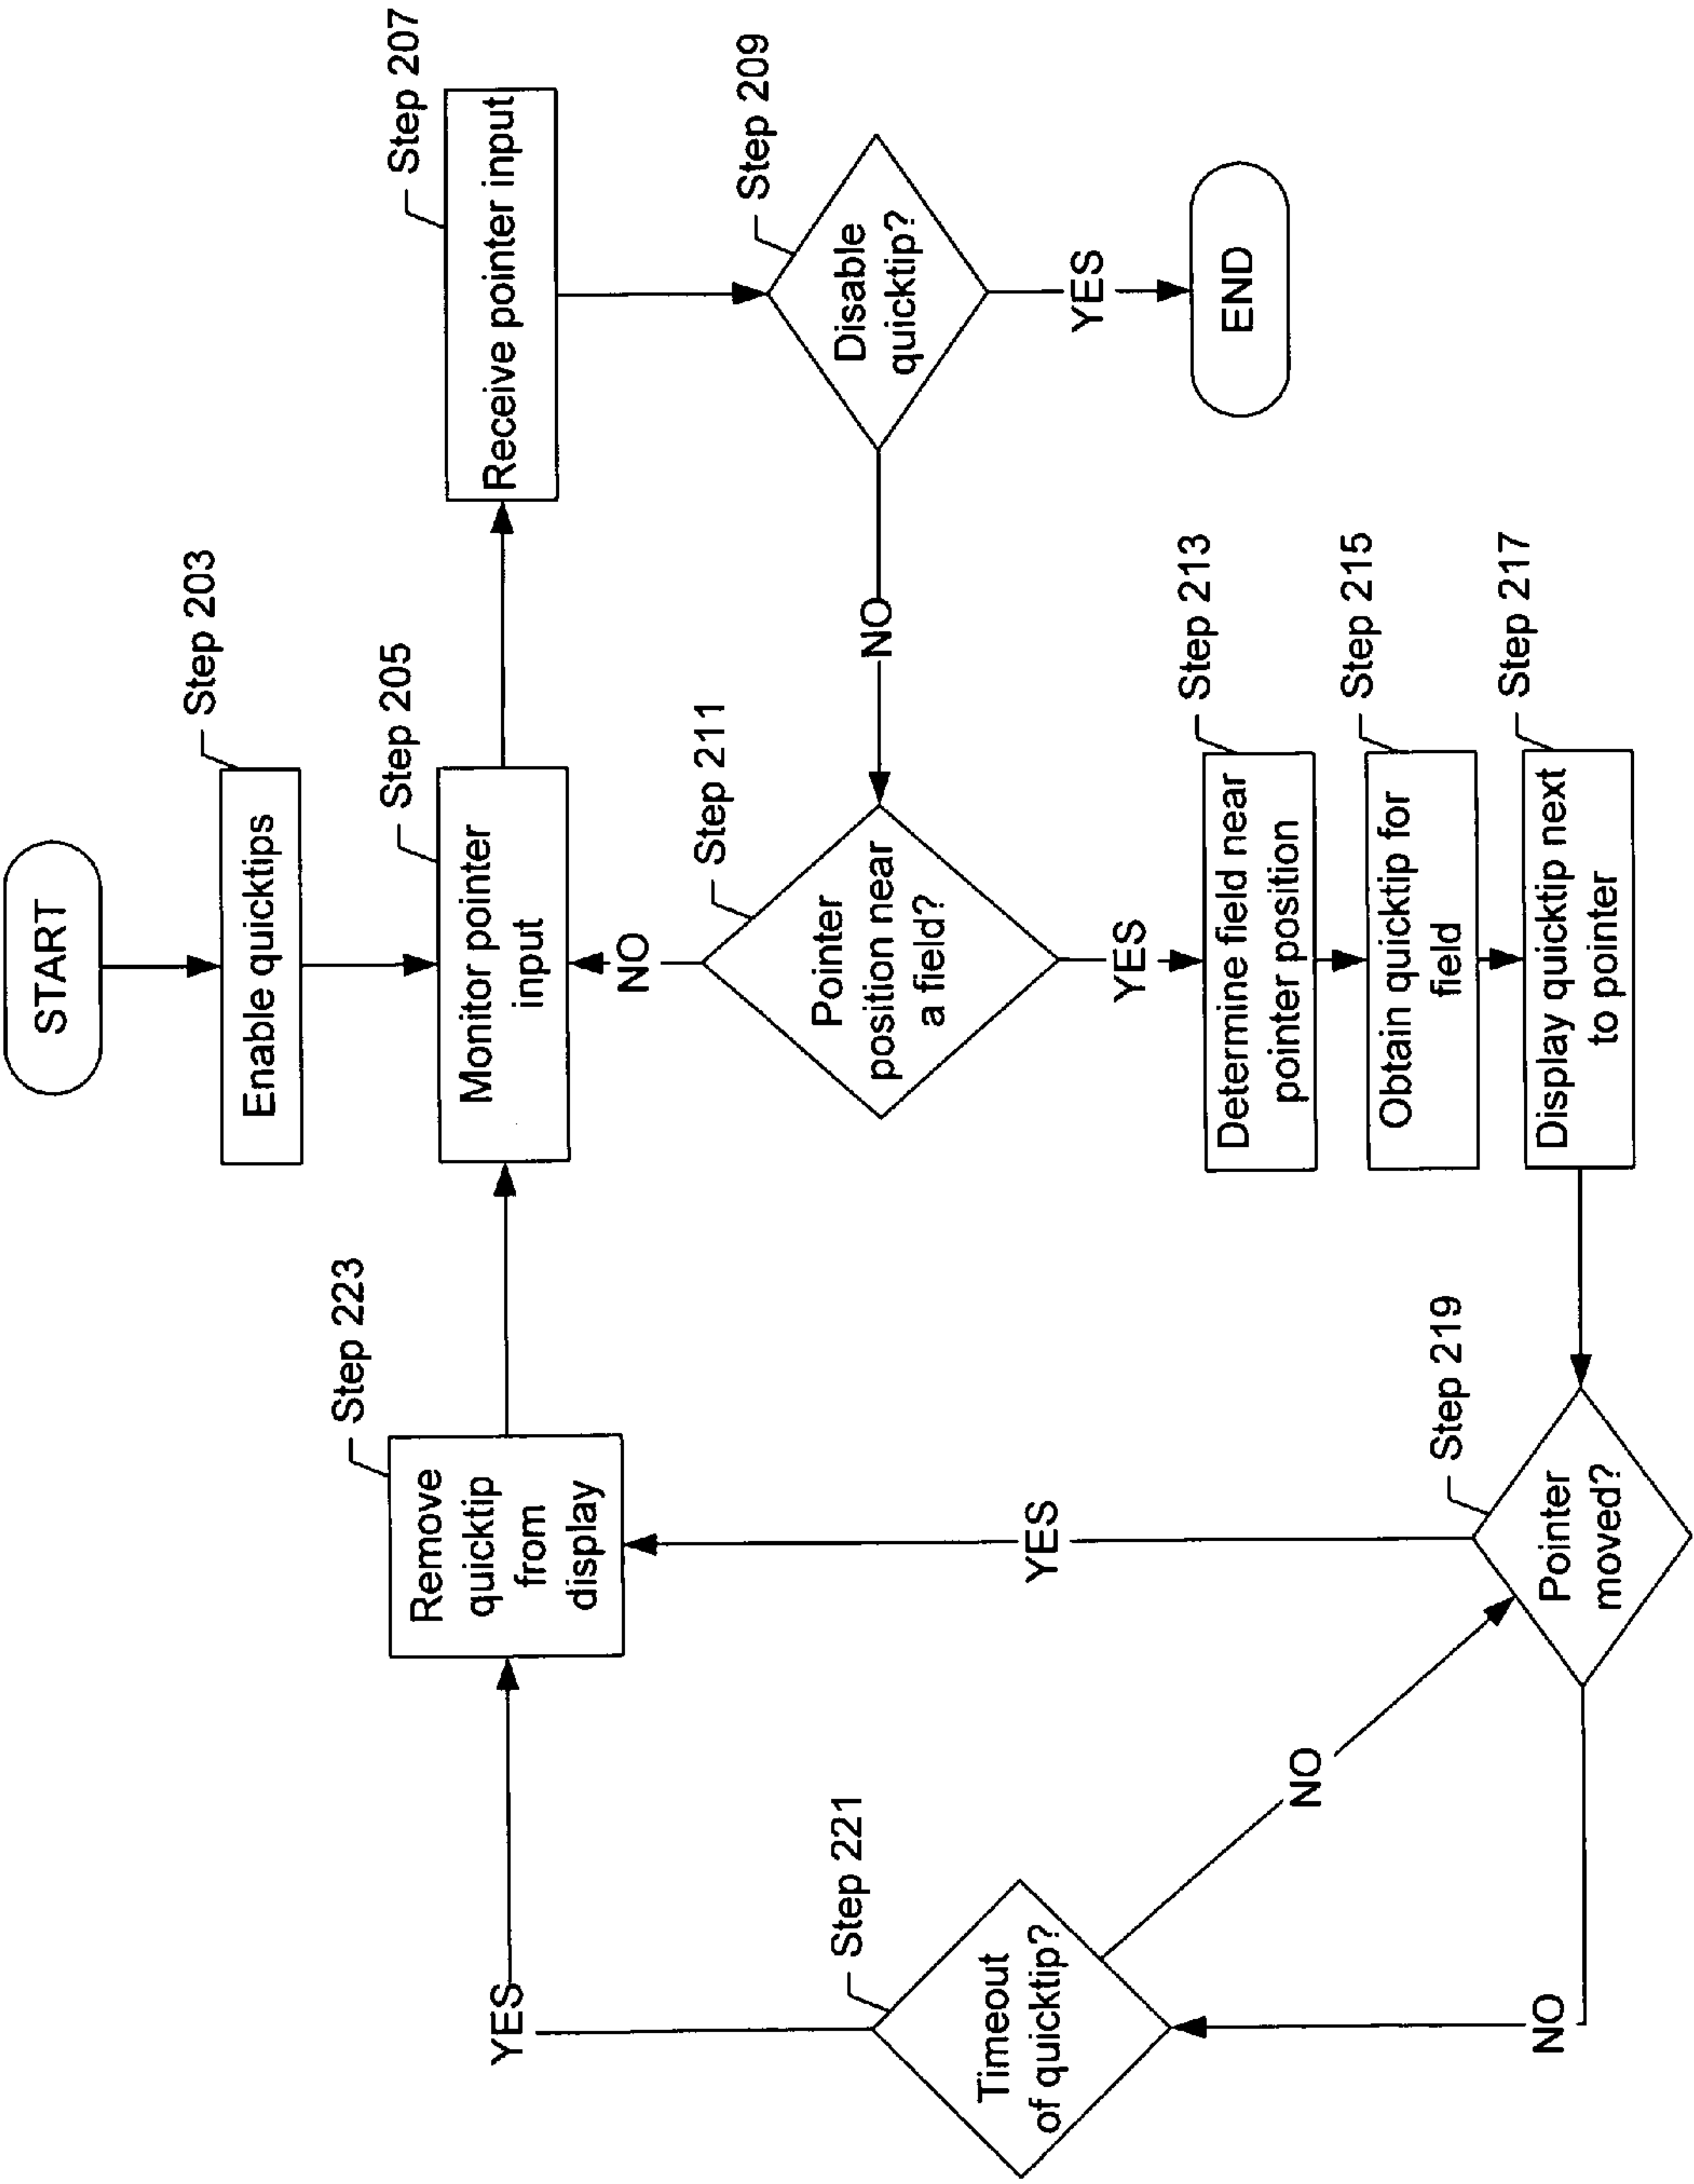 START
Step 203
Enable quicktips
Step 223
Step 205
Step 207
Remove
quicktip
from
display
Monitor pointer
input
Receive pointer input
YES
NO
Step 211
Step 209
Pointer
position near
a field?
NO
Disable
quicktip?
Step 221
YES
YES
YES
Timeout
of quicktip?
Step 213
Determine field near
pointer position
END
NO
Step 215
Obtain quicktip for
field
Step 219
Step 217
Display quicktip next
to pointer
Pointer
moved?
NO